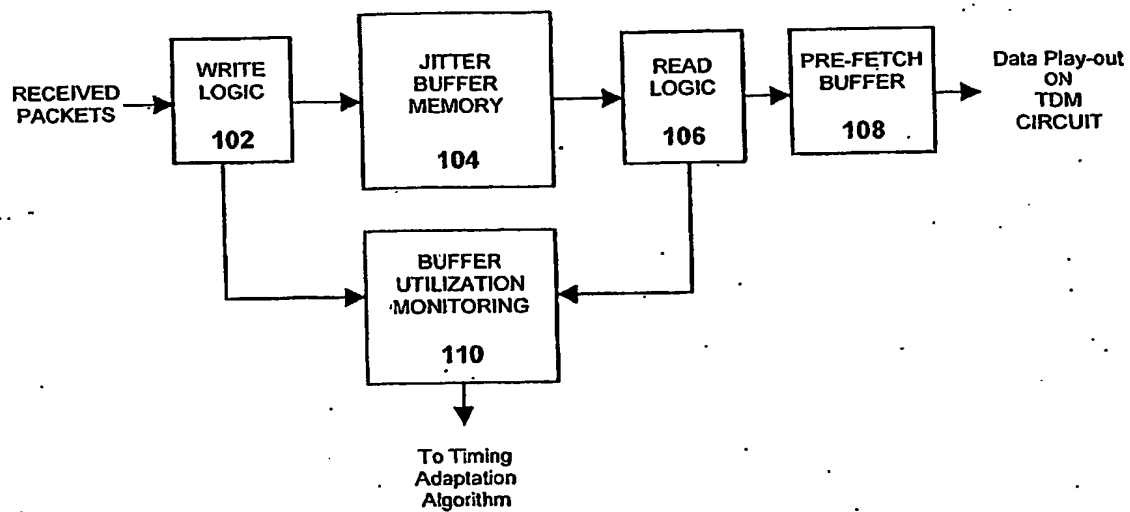 RECEIVED
PACKETS
WRITE
LOGIC
102
JITTER
BUFFER
MEMORY
104
READ
LOGIC
106
PRE-FETCH
BUFFER
108
Data Play-out
ON
TDM
CIRCUIT
BUFFER
UTILIZATION
MONITORING
110
To Timing
Adaptation
Algorithm